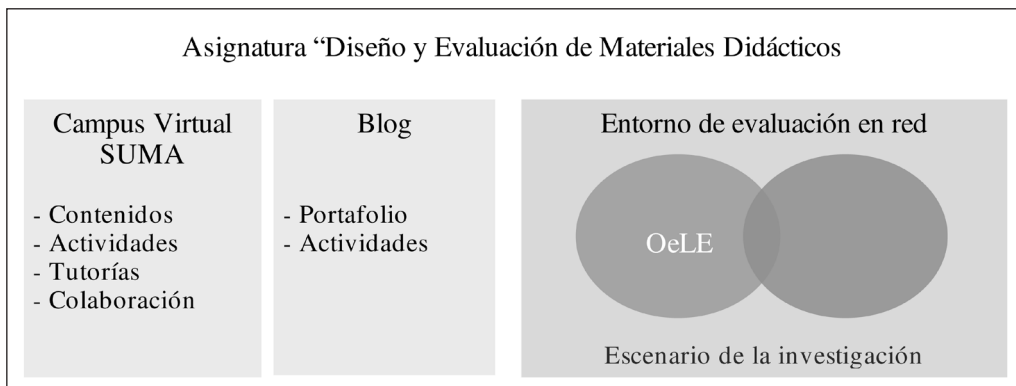 Asignatura “Diseño y Evaluación de Materiales Didácticos
Campus Virtual
SUMA
- Contenidos
- Actividades
- Tutorías
- Colaboración
Blog
- Portafolio
- Actividades
Entorno de evaluación en red
OeLE
Escenario de la investigación